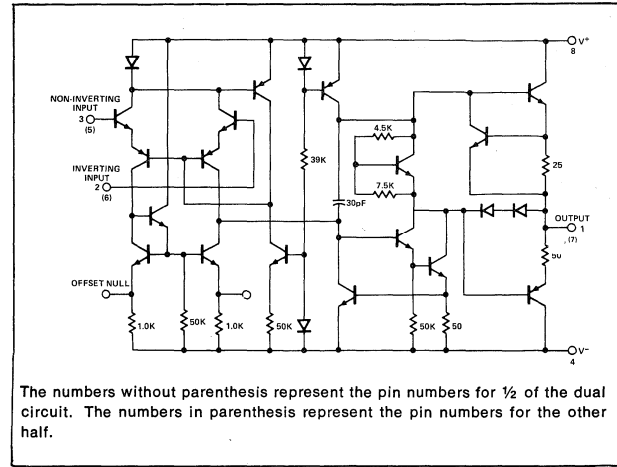 V+
8
NON-INVERTING
INPUT
3
(5)
4.5K
39K
25
INVERTING
INPUT
2
(6)
7.5K
30pF
OUTPUT
1
, (7)
50
OFFSET NULL
1.0K
50K
1.0K
50K
50K
50
V-
4
The numbers without parenthesis represent the pin numbers for ½ of the dual
circuit. The numbers in parenthesis represent the pin numbers for the other
half.